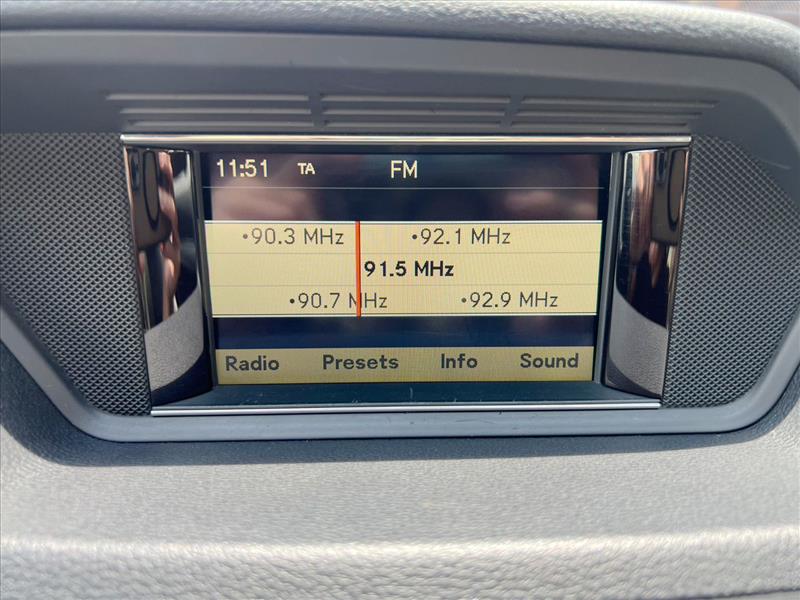 11:51 TA FM
•90.3 MHz •92.1 MHz
91.5 MHz
•90.7 MHz •92.9 MHz
Radio Presets Info Sound